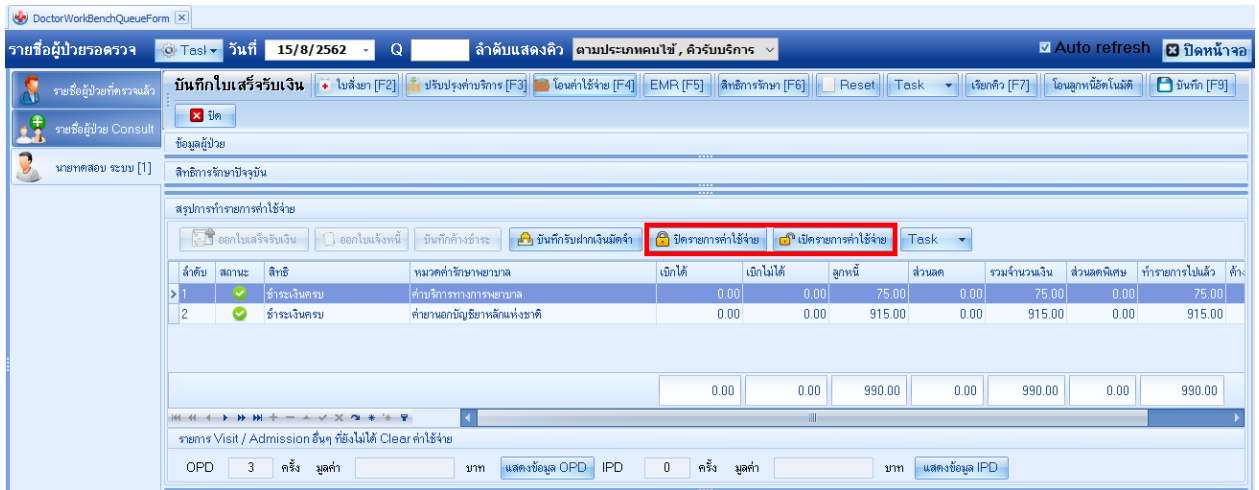 DoctorWorkBenchQueueForm
รายชื่อผู้ป่วยรอตรวจ Task วันที่ 15/8/2562 Q ลำดับแสดงคิว ตามประเภทคนไข้ , คิวรับบริการ Auto refresh ปิดหน้าจอ
รายชื่อผู้ป่วยที่ตรวจแล้ว
รายชื่อผู้ป่วย Consult
นายทดสอบ ระบบ [1]
บันทึกใบเสร็จรับเงิน ใบสั่งยา [F2] ปรับปรุงค่าบริการ [F3] โอนค่าใช้จ่าย [F4] EMR [F5] สิทธิการรักษา [F6] Reset Task เรียกคิว [F7] โอนลูกหนี้อัตโนมัติ บันทึก [F9]
ปิด
ข้อมูลผู้ป่วย
สิทธิการรักษาปัจจุบัน
สรุปการทำรายการค่าใช้จ่าย
ออกใบเสร็จรับเงิน ออกใบแจ้งหนี้ บันทึกค้างชำระ บันทึกรับฝากเงินมัดจำ ปิดรายการค่าใช้จ่าย เปิดรายการค่าใช้จ่าย Task
ลำดับ สถานะ สิทธิ หมวดค่ารักษาพยาบาล เบิกได้ เบิกไม่ได้ ลูกหนี้ ส่วนลด รวมจำนวนเงิน ส่วนลดพิเศษ ทำรายการไปแล้ว ค้าง
1 ชำระเงินครบ ค่าบริการทางการพยาบาล 0.00 0.00 75.00 0.00 75.00 0.00 75.00
2 ชำระเงินครบ ค่ายานอกบัญชียาหลักแห่งชาติ 0.00 0.00 915.00 0.00 915.00 0.00 915.00
0.00 0.00 990.00 0.00 990.00 0.00 990.00
รายการ Visit / Admission อื่นๆ ที่ยังไม่ได้ Clear ค่าใช้จ่าย
OPD 3 ครั้ง มูลค่า บาท แสดงข้อมูล OPD IPD 0 ครั้ง มูลค่า บาท แสดงข้อมูล IPD